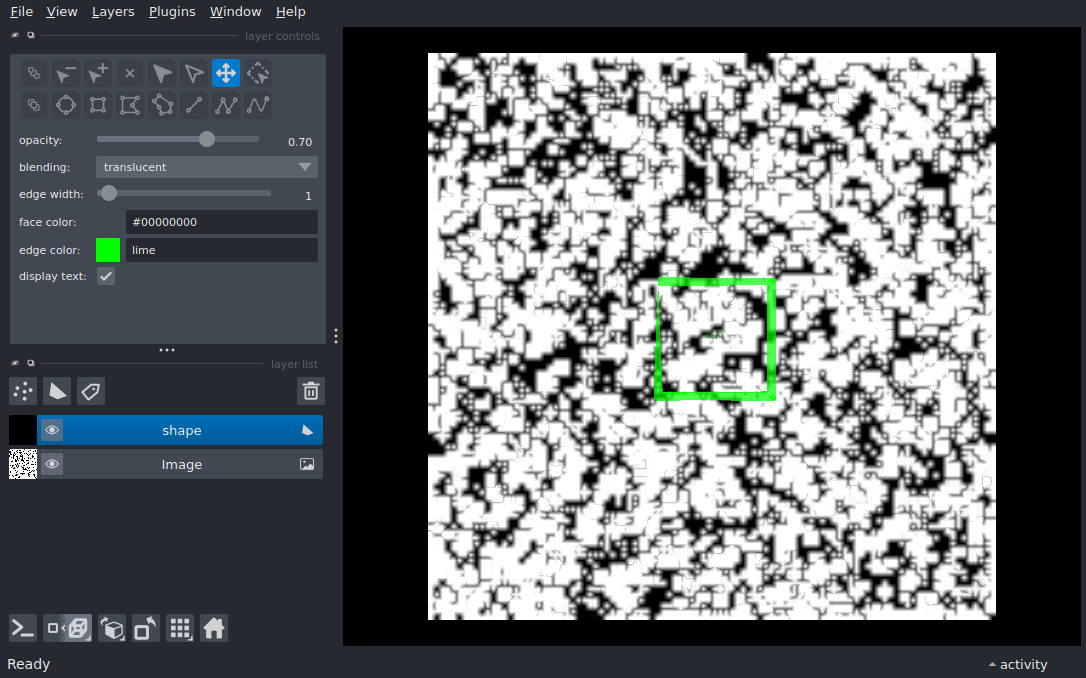 File View Layers Plugins Window Help
layer controls
opacity: 0.70
blending: translucent
edge width: 1
face color: #00000000
edge color: lime
display text:
layer list
shape
Image
Ready
activity